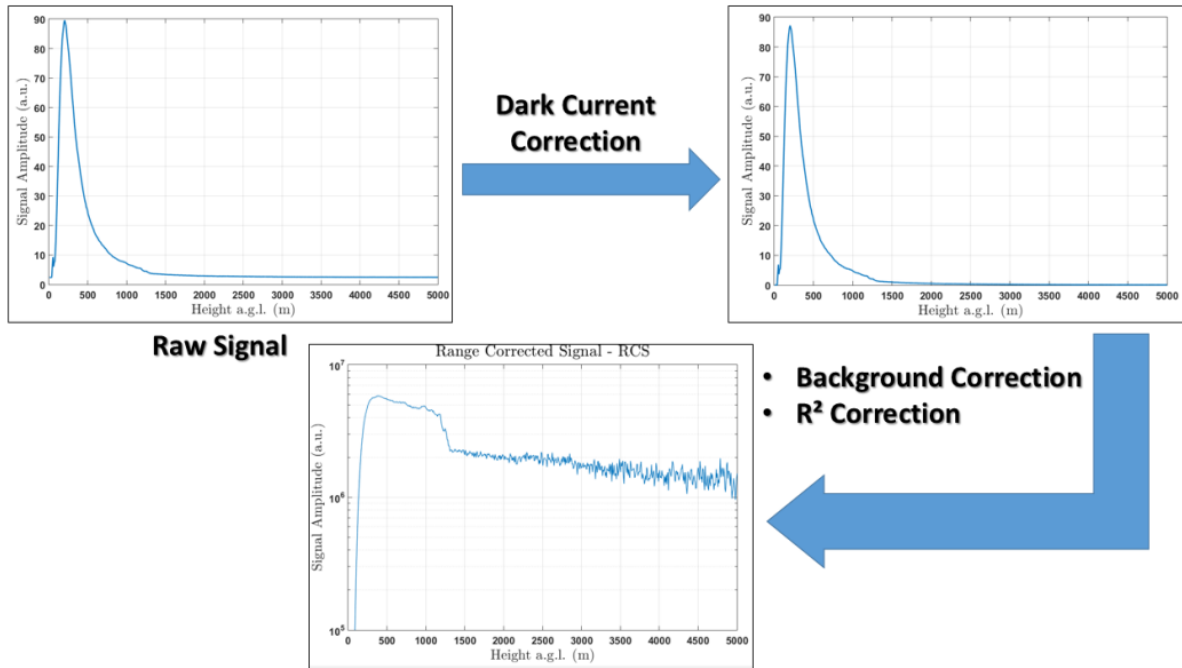 90
80
70
60
50
40
30
20
10
0
Signal Amplitude (a.u.)
0 500 1000 1500 2000 2500 3000 3500 4000 4500 5000
Height a.g.l. (m)
Raw Signal
Dark Current
Correction
90
80
70
60
50
40
30
20
10
0
Signal Amplitude (a.u.)
0 500 1000 1500 2000 2500 3000 3500 4000 4500 5000
Height a.g.l. (m)
• Background Correction
• R² Correction
Range Corrected Signal - RCS
10⁷
10⁶
10⁵
Signal Amplitude (a.u.)
0 500 1000 1500 2000 2500 3000 3500 4000 4500 5000
Height a.g.l. (m)